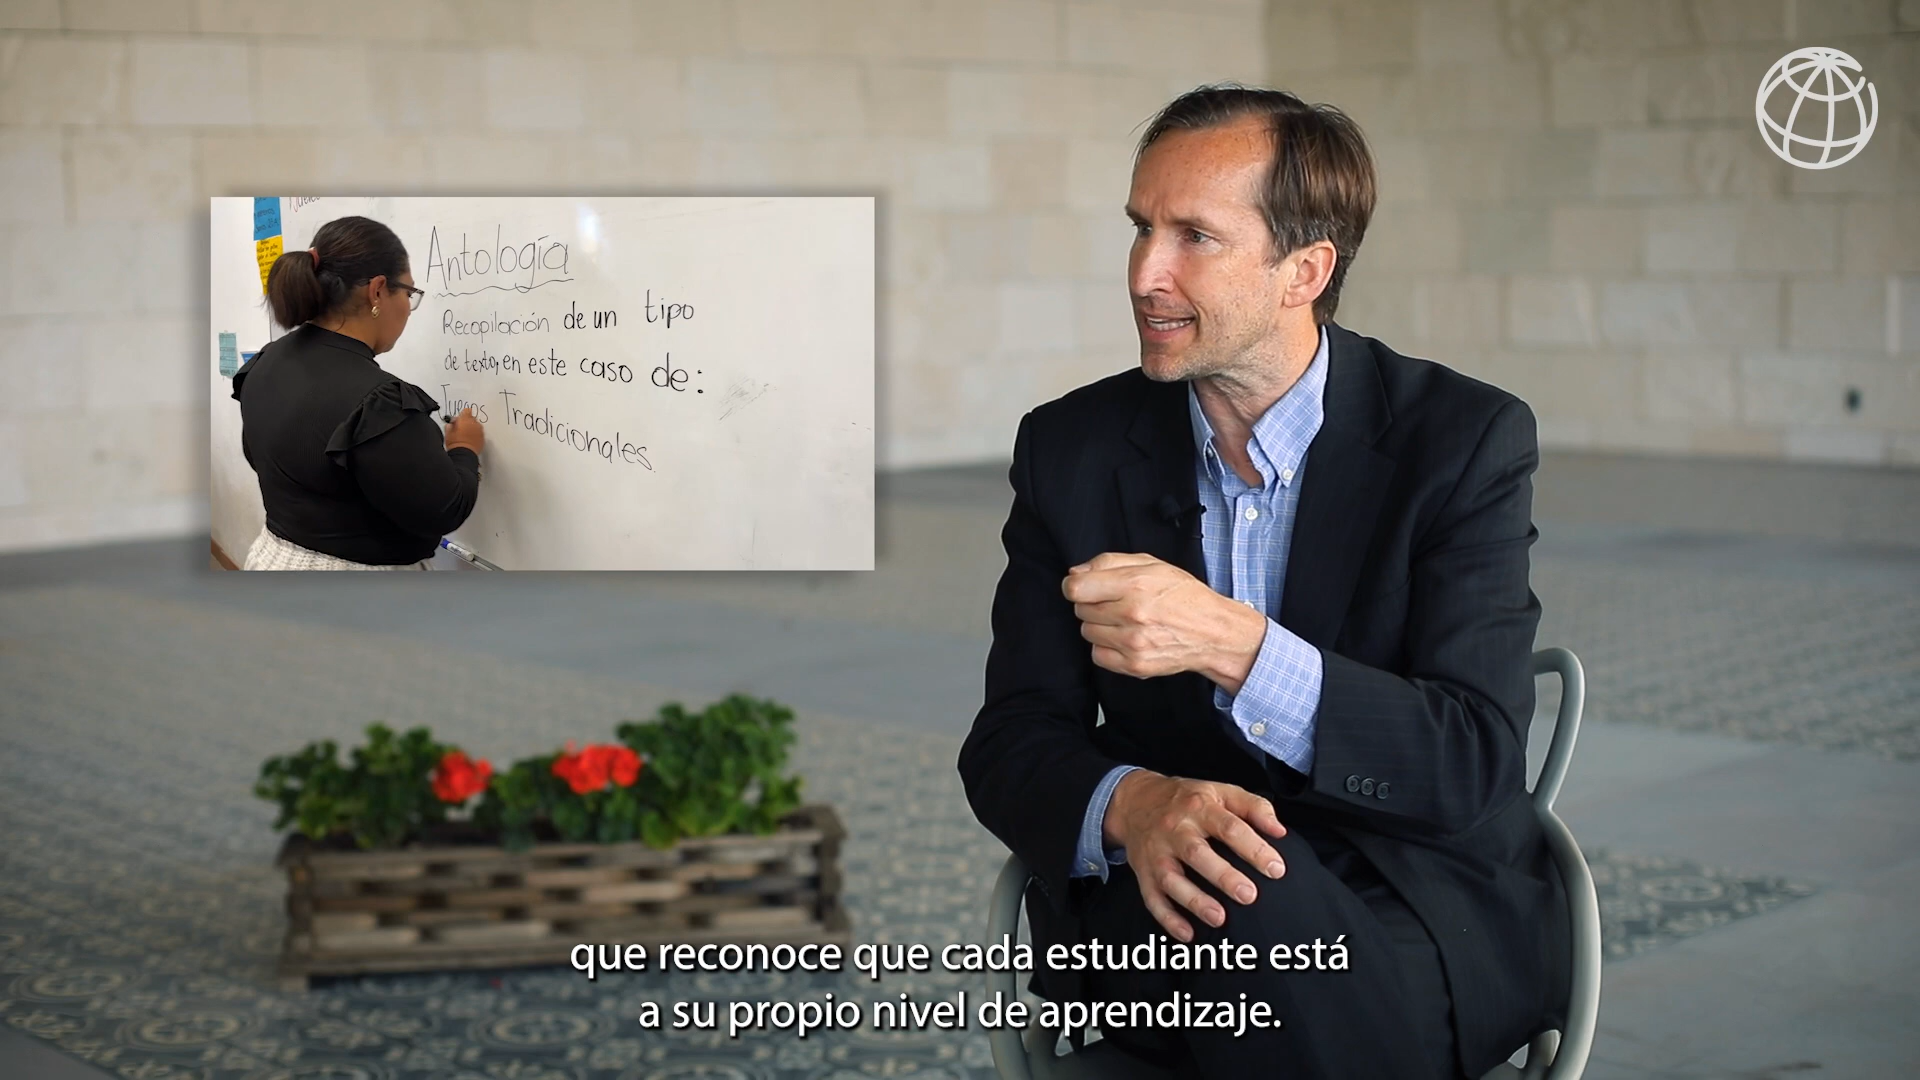 Antología
Recopilación de un tipo
de texto, en este caso de:
Juegos Tradicionales.
que reconoce que cada estudiante está
a su propio nivel de aprendizaje.